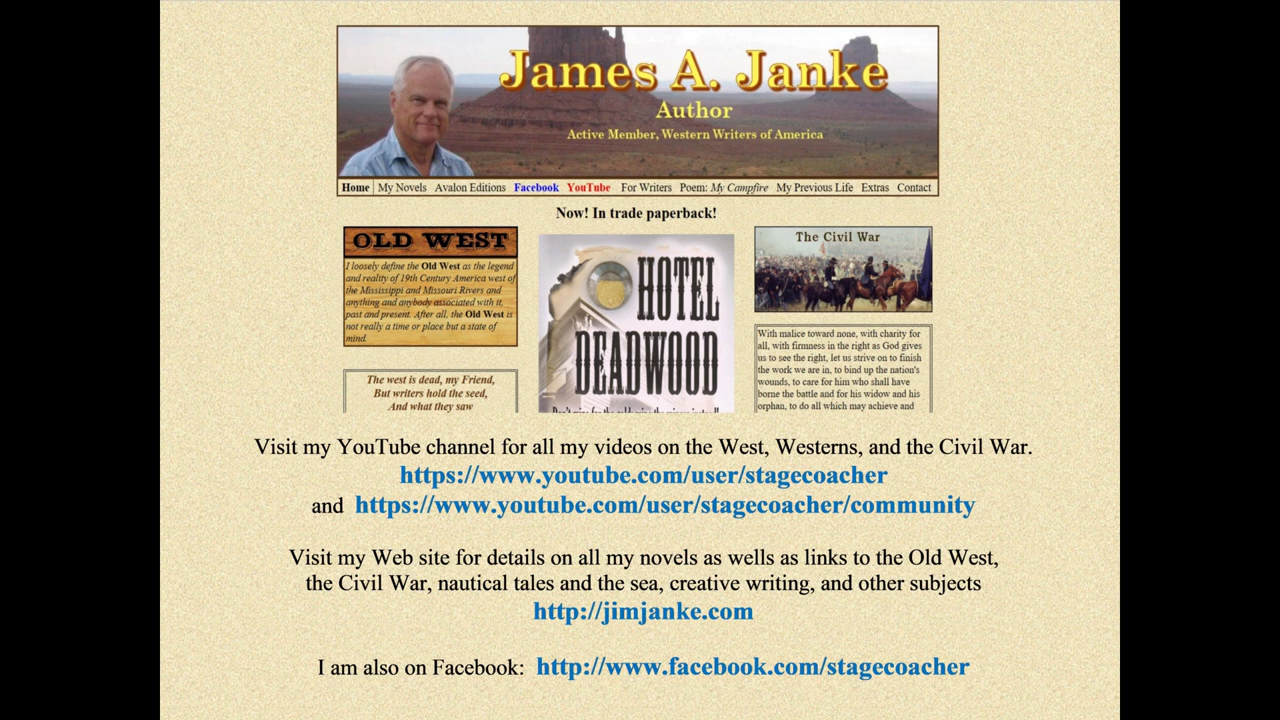 James A. Janke
Author
Active Member, Western Writers of America
Home My Novels Avalon Editions Facebook YouTube For Writers Poem: My Campfire My Previous Life Extras Contact
Now! In trade paperback!
OLD WEST
I loosely define the Old West as the legend
and reality of 19th Century America west of
the Mississippi and Missouri Rivers and
anything and anybody associated with it,
past and present. After all, the Old West is
not really a time or place but a state of
mind.
The west is dead, my Friend,
But writers hold the seed,
And what they saw
HOTEL
DEADWOOD
The Civil War
With malice toward none, with charity for
all, with firmness in the right as God gives
us to see the right, let us strive on to finish
the work we are in, to bind up the nation's
wounds, to care for him who shall have
borne the battle and for his widow and his
orphan, to do all which may achieve and
Visit my YouTube channel for all my videos on the West, Westerns, and the Civil War.
https://www.youtube.com/user/stagecoacher
and https://www.youtube.com/user/stagecoacher/community
Visit my Web site for details on all my novels as wells as links to the Old West,
the Civil War, nautical tales and the sea, creative writing, and other subjects
http://jimjanke.com
I am also on Facebook: http://www.facebook.com/stagecoacher